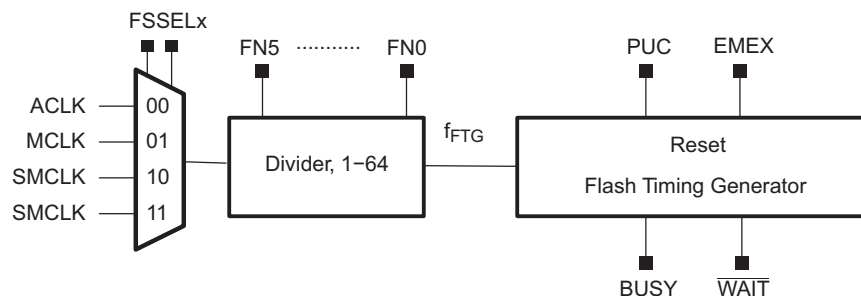 FSSELx
FN5 ........... FN0
PUC EMEX
ACLK 00
MCLK 01
SMCLK 10
SMCLK 11
Divider, 1−64
fFTG
Reset
Flash Timing Generator
BUSY WAIT